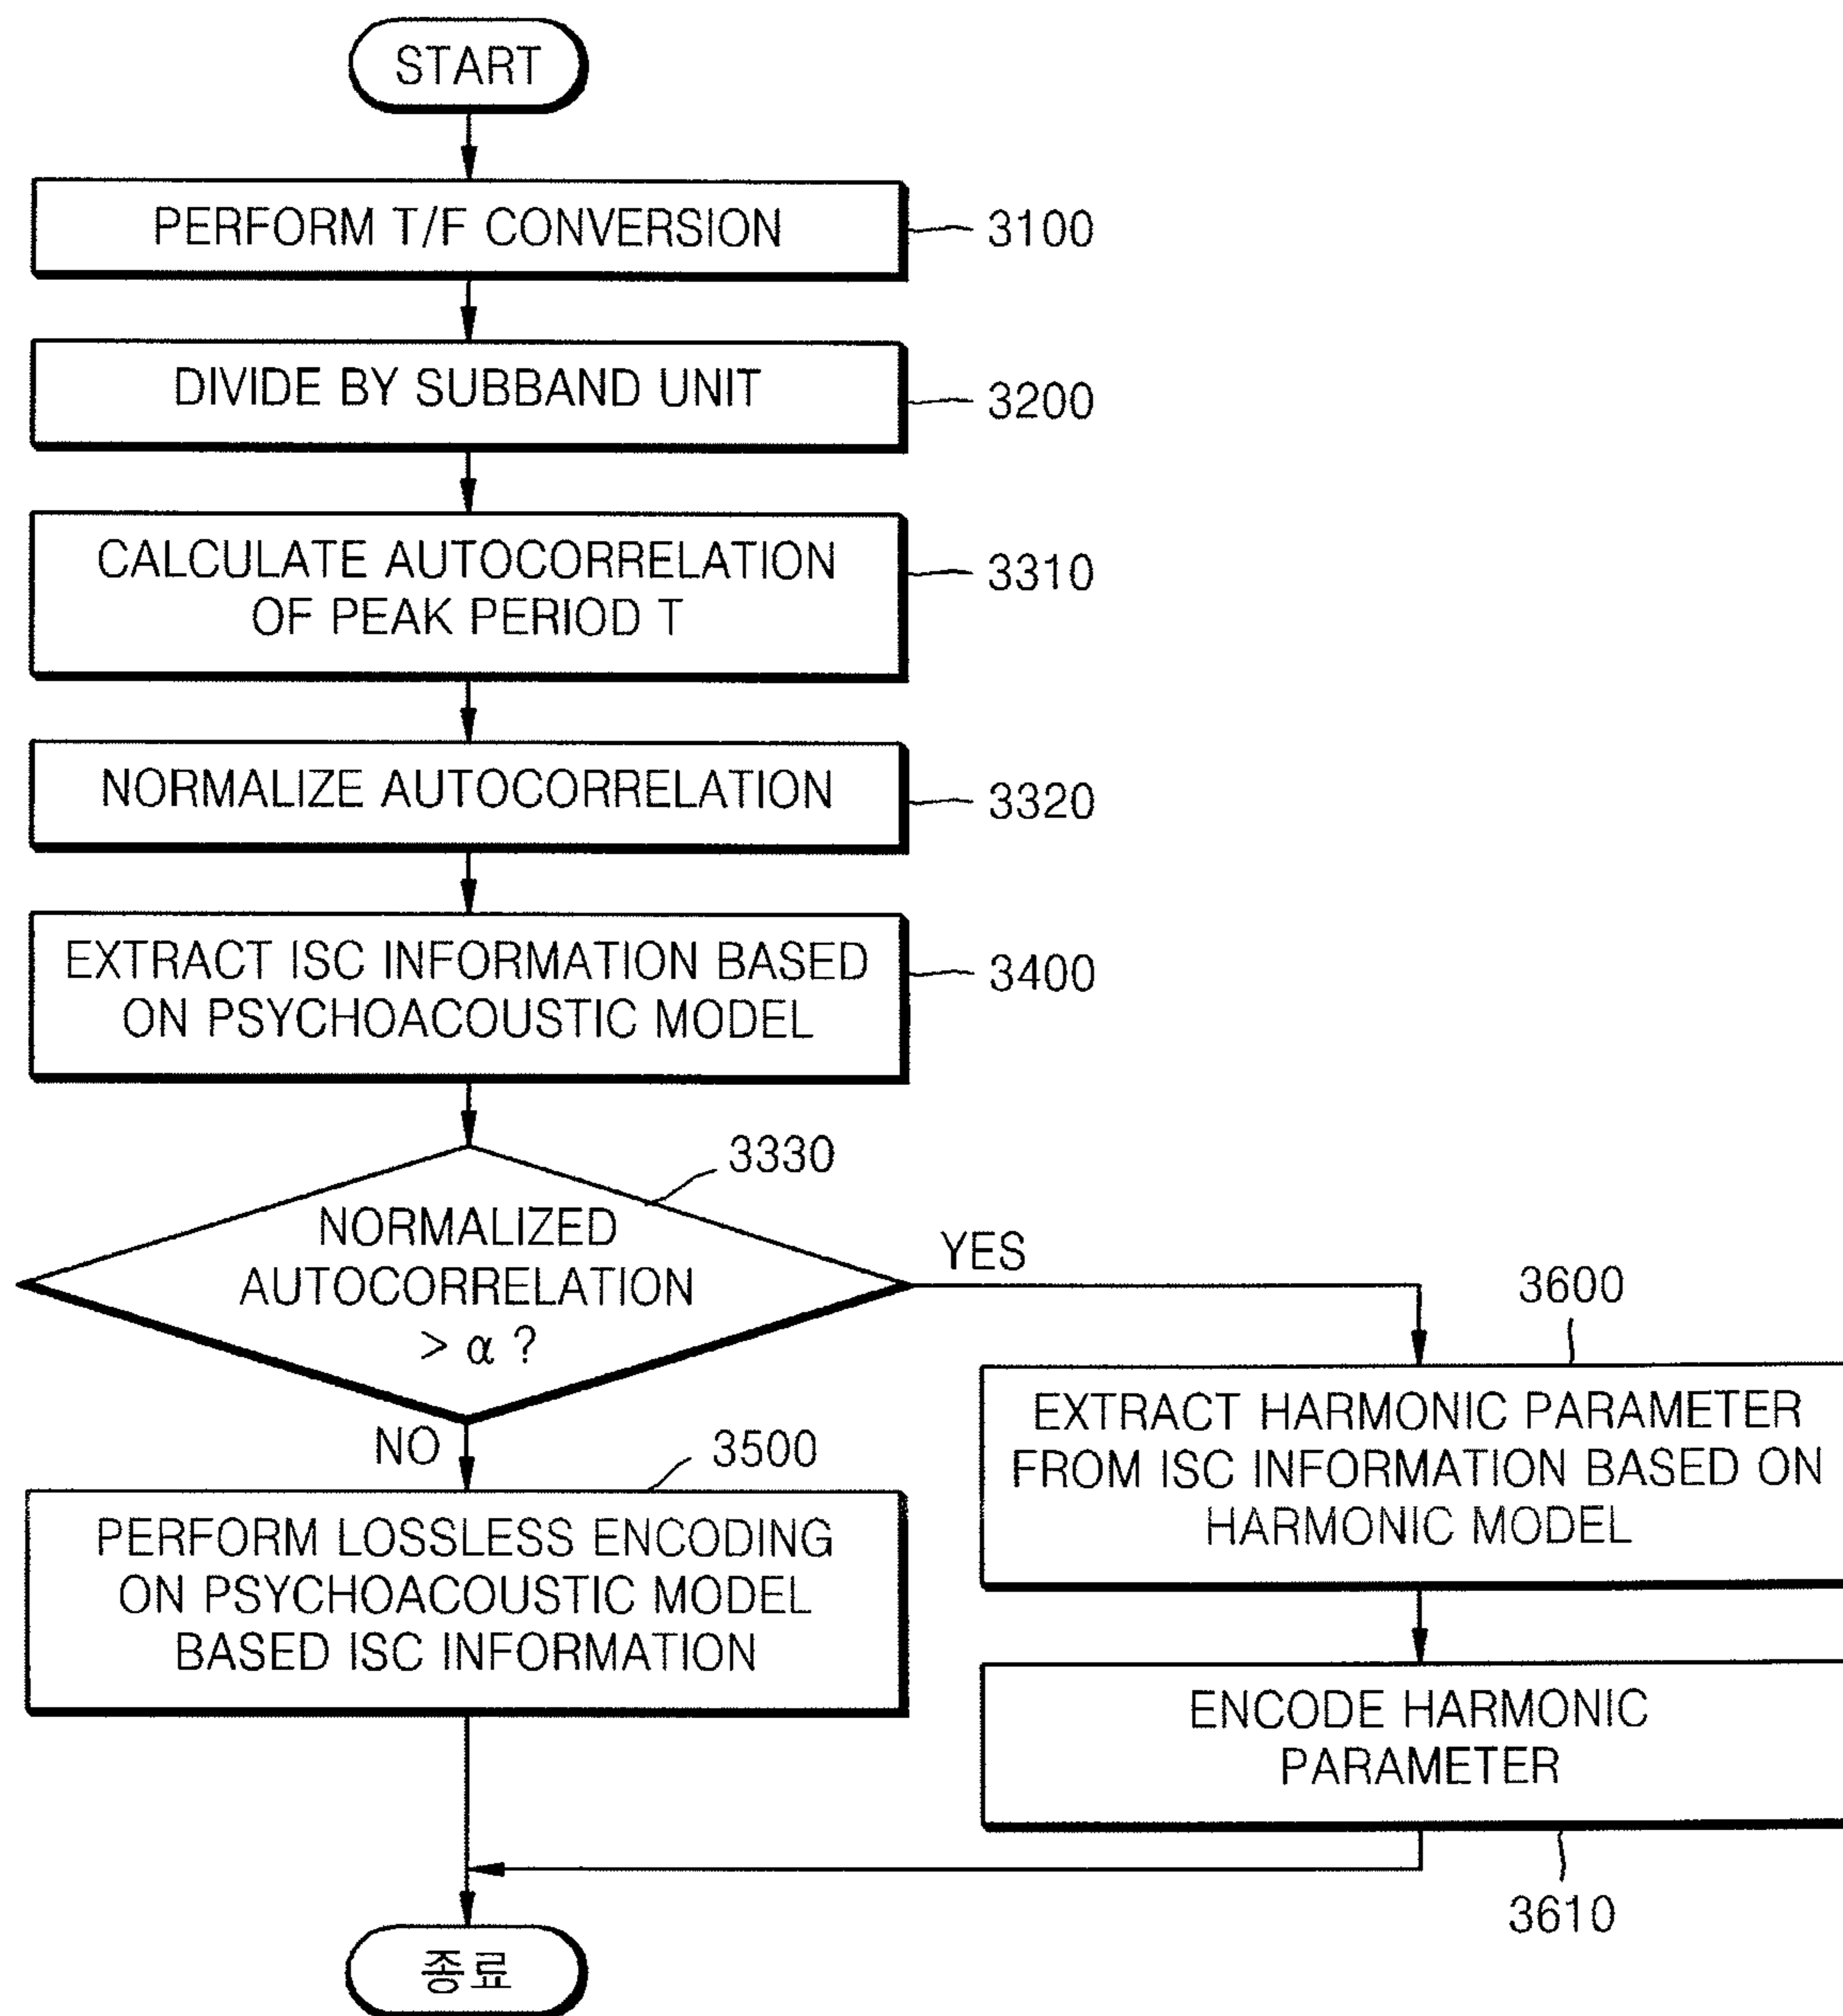 START
PERFORM T/F CONVERSION
3100
DIVIDE BY SUBBAND UNIT
3200
CALCULATE AUTOCORRELATION
OF PEAK PERIOD T
3310
NORMALIZE AUTOCORRELATION
3320
EXTRACT ISC INFORMATION BASED
ON PSYCHOACOUSTIC MODEL
3400
3330
NORMALIZED
AUTOCORRELATION
> α ?
YES
NO
3500
PERFORM LOSSLESS ENCODING
ON PSYCHOACOUSTIC MODEL
BASED ISC INFORMATION
3600
EXTRACT HARMONIC PARAMETER
FROM ISC INFORMATION BASED ON
HARMONIC MODEL
ENCODE HARMONIC
PARAMETER
3610
종료